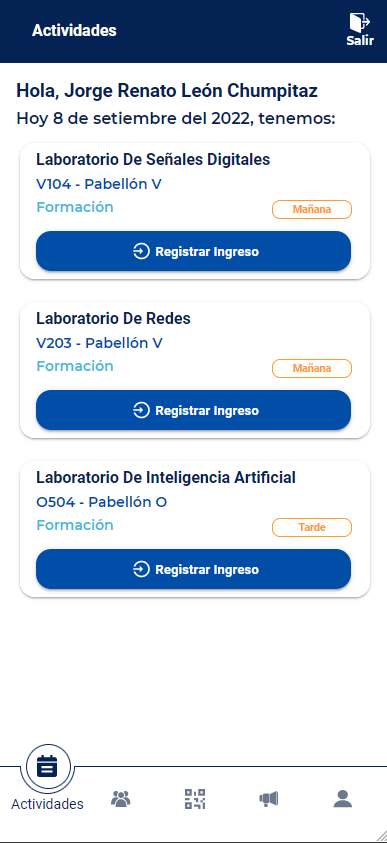 Actividades
Salir
Hola, Jorge Renato León Chumpitaz
Hoy 8 de setiembre del 2022, tenemos:
Laboratorio De Señales Digitales
V104 - Pabellón V
Formación
Mañana
Registrar Ingreso
Laboratorio De Redes
V203 - Pabellón V
Formación
Mañana
Registrar Ingreso
Laboratorio De Inteligencia Artificial
O504 - Pabellón O
Formación
Tarde
Registrar Ingreso
Actividades